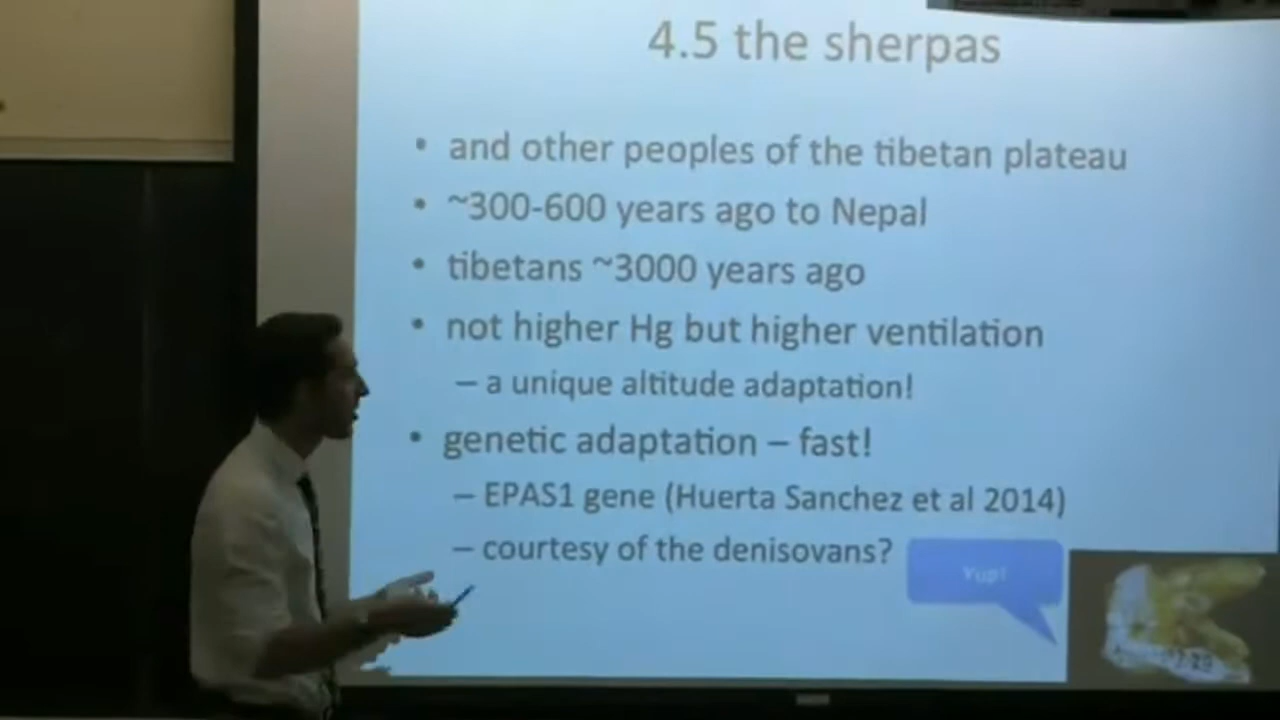 4.5 the sherpas
• and other peoples of the tibetan plateau
• ~300-600 years ago to Nepal
• tibetans ~3000 years ago
• not higher Hg but higher ventilation
– a unique altitude adaptation!
• genetic adaptation – fast!
– EPAS1 gene (Huerta Sanchez et al 2014)
– courtesy of the denisovans?
Yup!